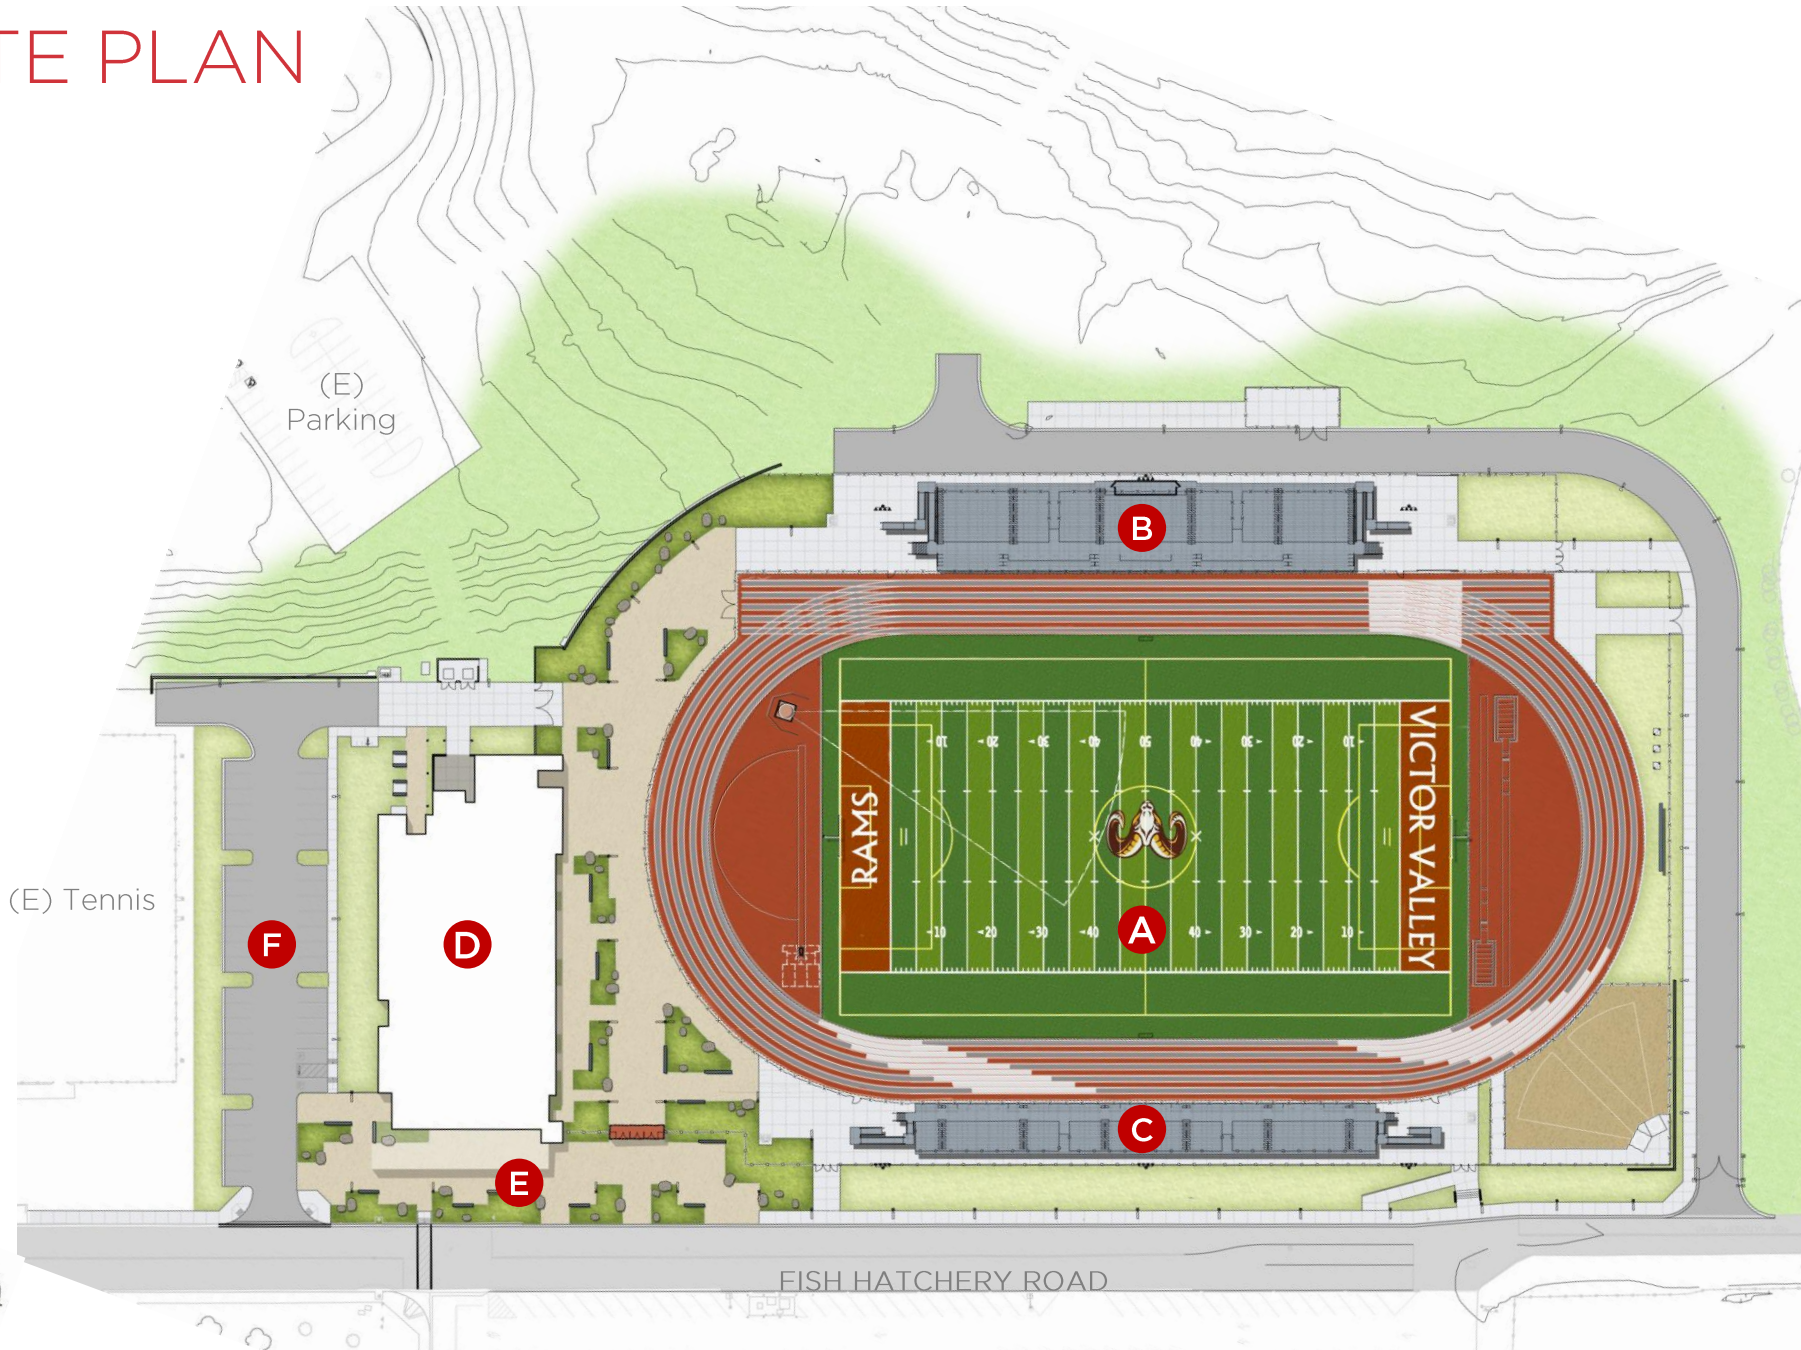 TE PLAN
(E)
Parking
B
VICTOR VALLEY
10 20 30 40 50 40 30 20 10
RAMS
(E) Tennis
F
D
A
10 20 30 40 40 30 20 10
C
E
FISH HATCHERY ROAD